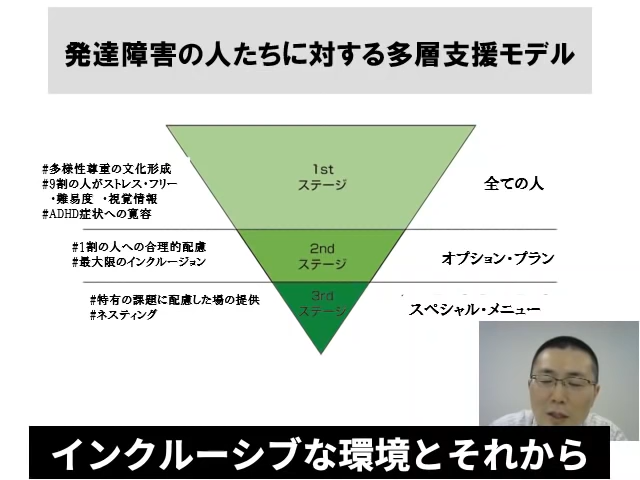 発達障害の人たちに対する多層支援モデル
#多様性尊重の文化形成
#9割の人がストレス・フリー
・難易度 ・視覚情報
#ADHD症状への寛容
1st
ステージ
全ての人
#1割の人への合理的配慮
#最大限のインクルージョン
2nd
ステージ
オプション・プラン
#特有の課題に配慮した場の提供
#ネスティング
3rd
ステージ
スペシャル・メニュー
インクルーシブな環境とそれから